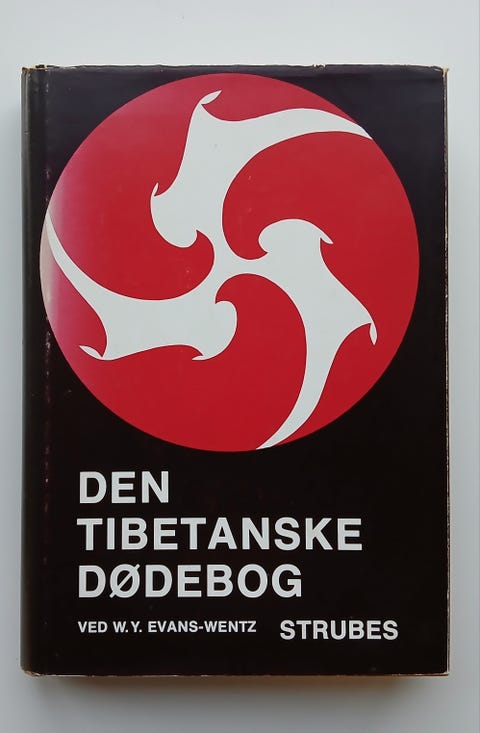 DEN
TIBETANSKE
DØDEBOG
VED W.Y. EVANS-WENTZ STRUBES